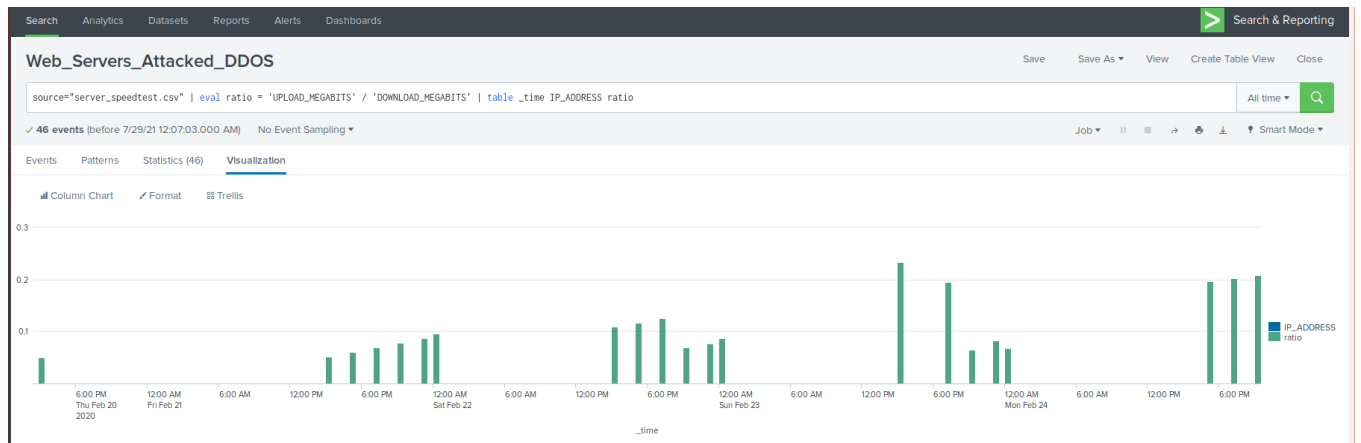 Search Analytics Datasets Reports Alerts Dashboards > Search & Reporting
Web_Servers_Attacked_DDOS Save Save As ▾ View Create Table View Close
source="server_speedtest.csv" | eval ratio = 'UPLOAD_MEGABITS' / 'DOWNLOAD_MEGABITS' | table _time IP_ADDRESS ratio All time ▾
✓ 46 events (before 7/29/21 12:07:03.000 AM) No Event Sampling ▾ Job ▾ Smart Mode ▾
Events Patterns Statistics (46) Visualization
Column Chart Format Trellis
0.3
0.2
0.1
IP_ADDRESS
ratio
6:00 PM 12:00 AM 6:00 AM 12:00 PM 6:00 PM 12:00 AM 6:00 AM 12:00 PM 6:00 PM 12:00 AM 6:00 AM 12:00 PM 6:00 PM 12:00 AM 6:00 AM 12:00 PM 6:00 PM
Thu Feb 20 Fri Feb 21 Sat Feb 22 Sun Feb 23 Mon Feb 24
2020
_time